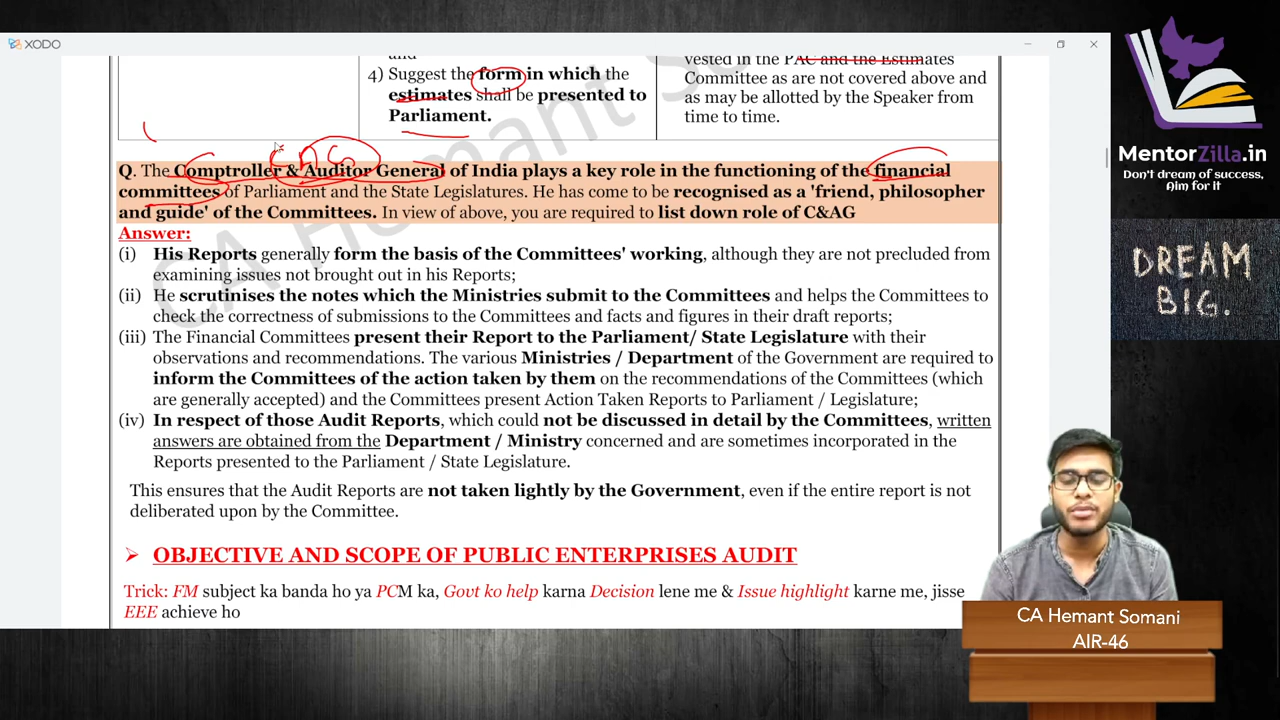 XODO
and
4) Suggest the form in which the
estimates shall be presented to
Parliament.
vested in the PAC and the Estimates
Committee as are not covered above and
as may be allotted by the Speaker from
time to time.
Q. The Comptroller & Auditor General of India plays a key role in the functioning of the financial
committees of Parliament and the State Legislatures. He has come to be recognised as a 'friend, philosopher
and guide' of the Committees. In view of above, you are required to list down role of C&AG
Answer:
(i) His Reports generally form the basis of the Committees' working, although they are not precluded from
examining issues not brought out in his Reports;
(ii) He scrutinises the notes which the Ministries submit to the Committees and helps the Committees to
check the correctness of submissions to the Committees and facts and figures in their draft reports;
(iii) The Financial Committees present their Report to the Parliament/ State Legislature with their
observations and recommendations. The various Ministries / Department of the Government are required to
inform the Committees of the action taken by them on the recommendations of the Committees (which
are generally accepted) and the Committees present Action Taken Reports to Parliament / Legislature;
(iv) In respect of those Audit Reports, which could not be discussed in detail by the Committees, written
answers are obtained from the Department / Ministry concerned and are sometimes incorporated in the
Reports presented to the Parliament / State Legislature.
This ensures that the Audit Reports are not taken lightly by the Government, even if the entire report is not
deliberated upon by the Committee.
➢ OBJECTIVE AND SCOPE OF PUBLIC ENTERPRISES AUDIT
Trick: FM subject ka banda ho ya PCM ka, Govt ko help karna Decision lene me & Issue highlight karne me, jisse
EEE achieve ho
CA Hemant So
MentorZilla.in
Don't dream of success,
Aim for it
DREAM
BIG.
CA Hemant Somani
AIR-46